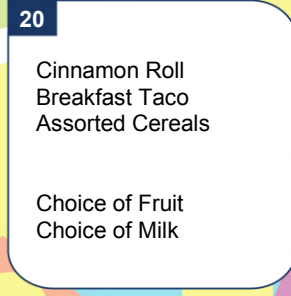 20
Cinnamon Roll
Breakfast Taco
Assorted Cereals
Choice of Fruit
Choice of Milk